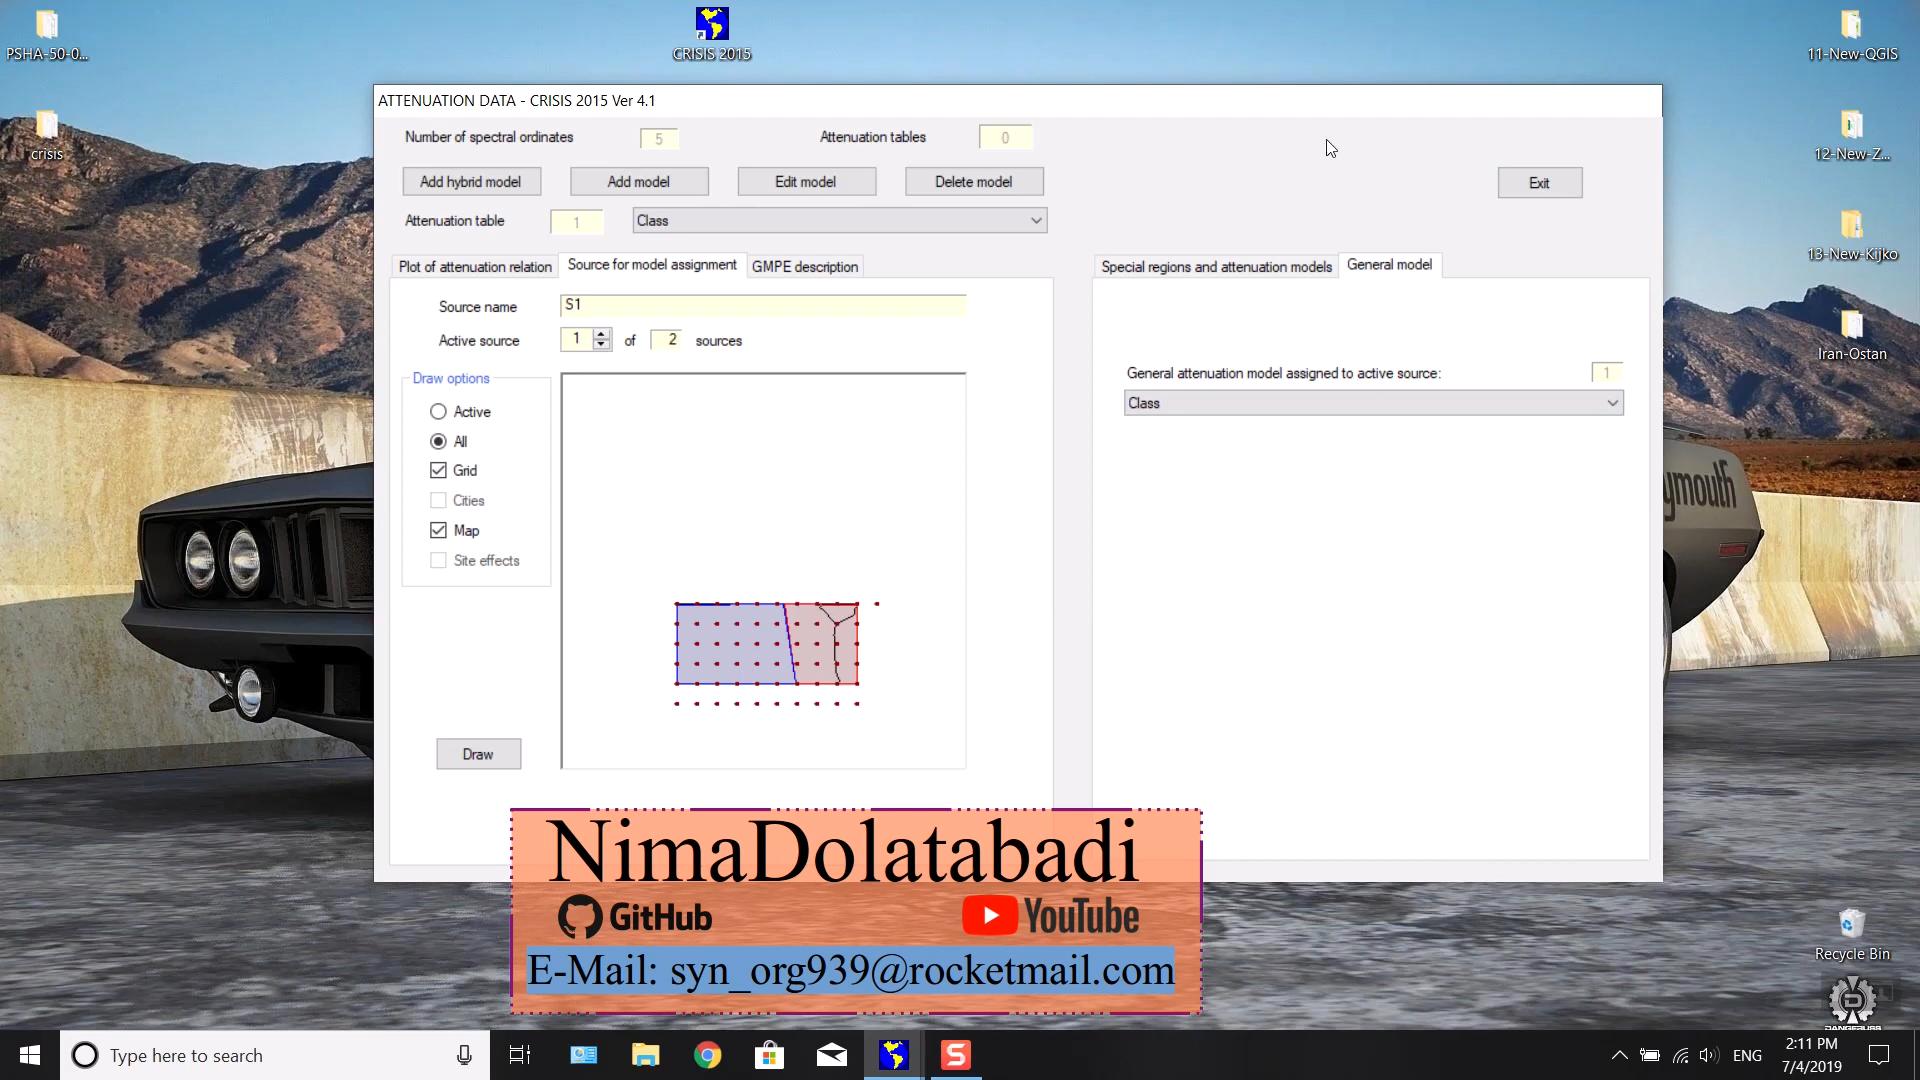 PSHA-50-0...
CRISIS 2015
11-New-QGIS
crisis
12-New-Z...
13-New-Kijko
Iran-Ostan
ATTENUATION DATA - CRISIS 2015 Ver 4.1
Number of spectral ordinates 5 Attenuation tables 0
Add hybrid model Add model Edit model Delete model Exit
Attenuation table 1 Class
Plot of attenuation relation Source for model assignment GMPE description
Special regions and attenuation models General model
Source name S1
Active source 1 of 2 sources
Draw options
Active
All
Grid
Cities
Map
Site effects
Draw
General attenuation model assigned to active source: 1
Class
ymouth
NimaDolatabadi
GitHub YouTube
E-Mail: syn_org939@rocketmail.com
Recycle Bin
D
DANGERUSS
Type here to search
S
ENG
2:11 PM
7/4/2019